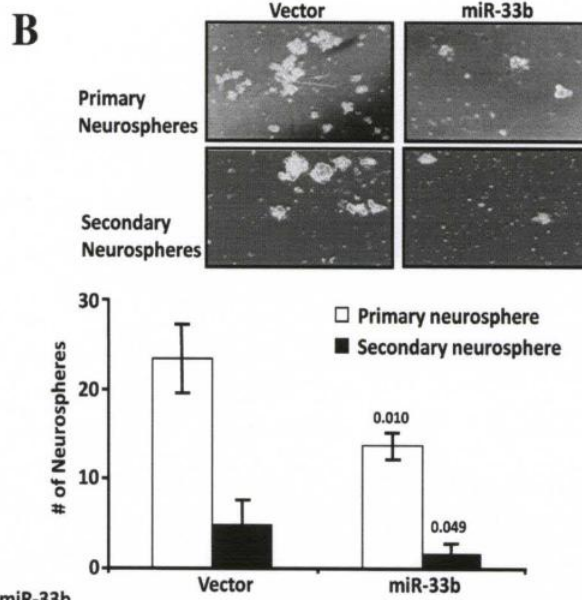 B
Vector
miR-33b
Primary
Neurospheres
Secondary
Neurospheres
30
20
10
0
# of Neurospheres
Primary neurosphere
Secondary neurosphere
0.010
0.049
Vector
miR-33b
miR-33b